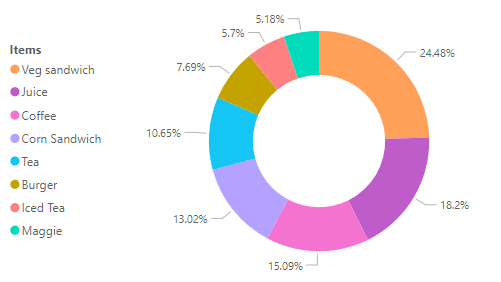 5.18%
5.7%
Items
24.48%
Veg sandwich
7.69%
Juice
Coffee
10.65%
Corn Sandwich
Tea
Burger
18.2%
Iced Tea
13.02%
Maggie
15.09%